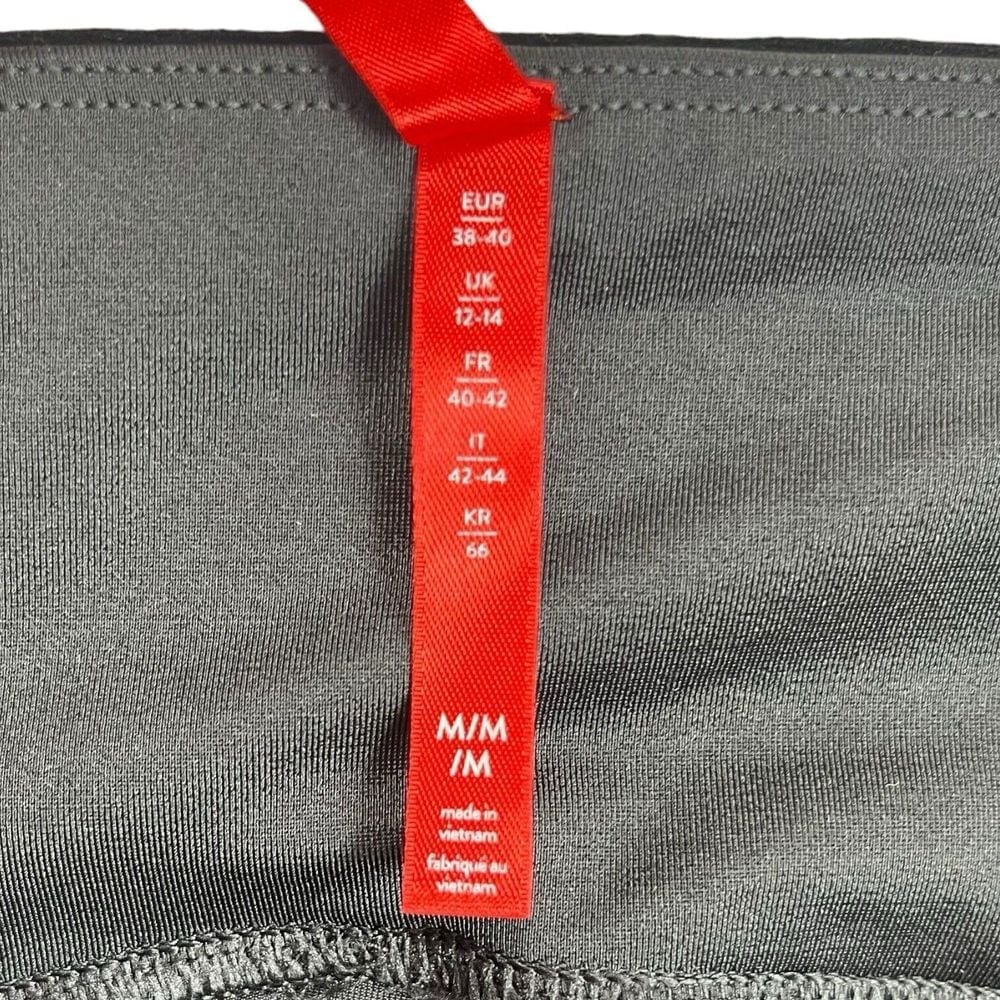 EUR
38-40
UK
12-14
FR
40-42
IT
42-44
KR
66
M/M
/M
made in
vietnam
fabriqué au
vietnam